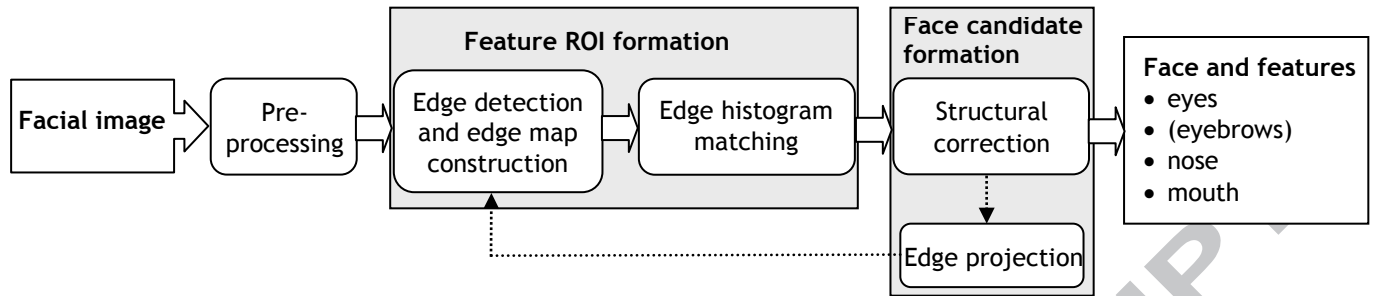 Feature ROI formation
Face candidate
formation
Facial image
Pre-
processing
Edge detection
and edge map
construction
Edge histogram
matching
Structural
correction
Edge projection
Face and features
• eyes
• (eyebrows)
• nose
• mouth